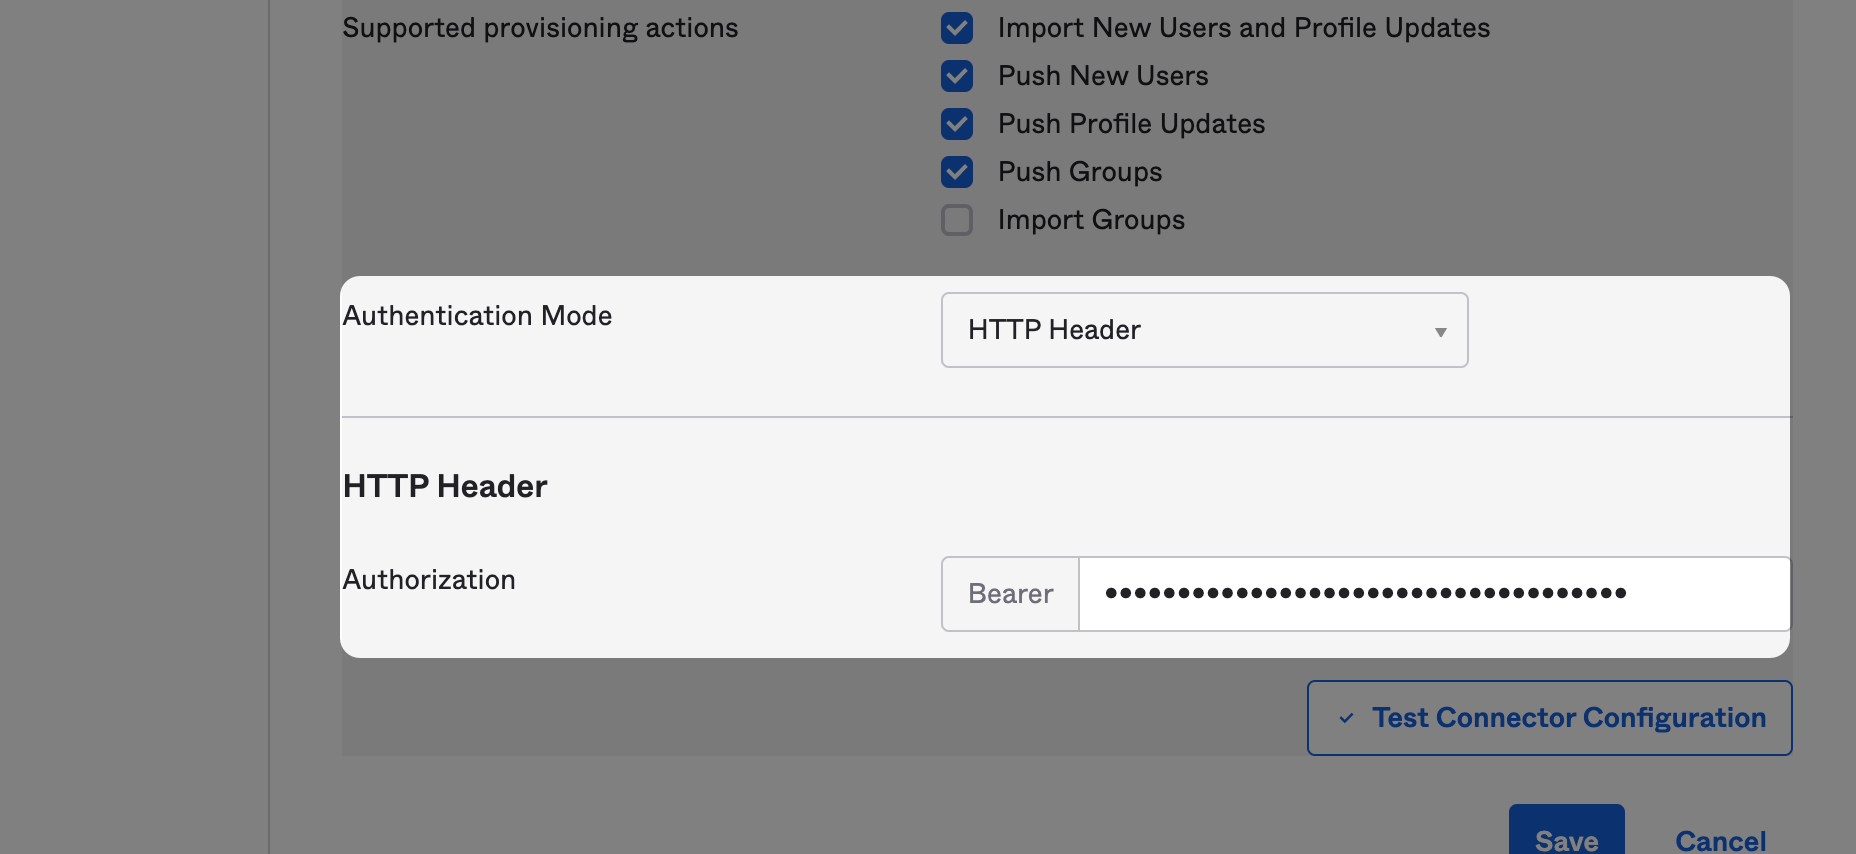 Supported provisioning actions
Import New Users and Profile Updates
Push New Users
Push Profile Updates
Push Groups
Import Groups
Authentication Mode
HTTP Header
HTTP Header
Authorization
Bearer ••••••••••••••••••••••••••••••••••••
Test Connector Configuration
Save Cancel